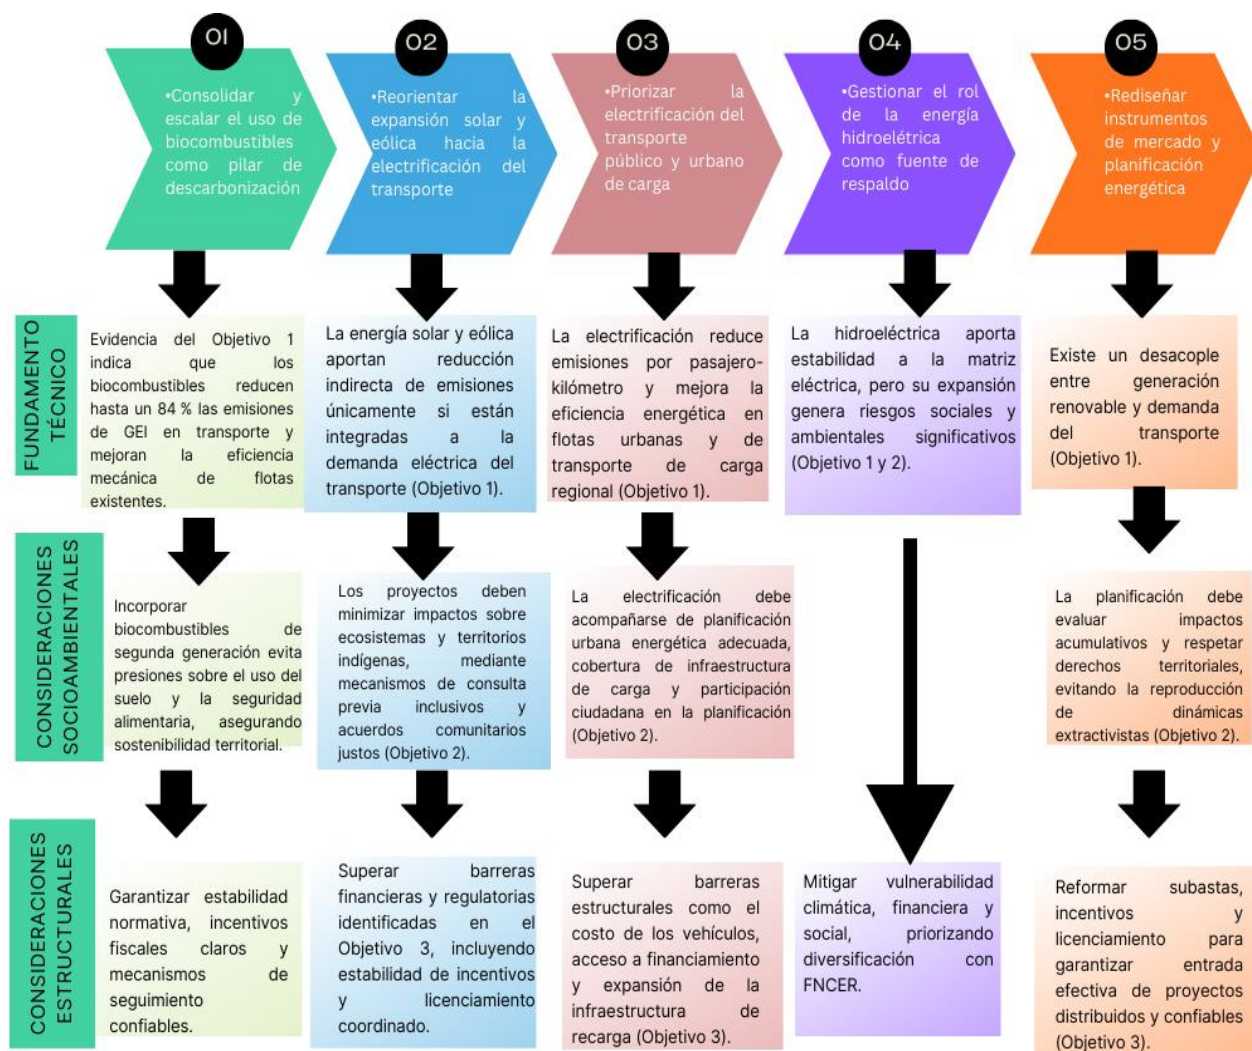 01
•Consolidar y
escalar el uso de
biocombustibles
como pilar de
descarbonización
02
•Reorientar la
expansión solar y
eólica hacia la
electrificación del
transporte
03
•Priorizar la
electrificación del
transporte
público y urbano
de carga
04
•Gestionar el rol
de la energía
hidroeléctrica
como fuente de
respaldo
05
•Rediseñar
instrumentos
de mercado y
planificación
energética
FUNDAMENTO
TÉCNICO
Evidencia del Objetivo 1
indica que los
biocombustibles reducen
hasta un 84 % las emisiones
de GEI en transporte y
mejoran la eficiencia
mecánica de flotas
existentes.
La energía solar y eólica
aportan reducción
indirecta de emisiones
únicamente si están
integradas a la
demanda eléctrica del
transporte (Objetivo 1).
La electrificación reduce
emisiones por pasajero-
kilómetro y mejora la
eficiencia energética en
flotas urbanas y de
transporte de carga
regional (Objetivo 1).
La hidroeléctrica aporta
estabilidad a la matriz
eléctrica, pero su expansión
genera riesgos sociales y
ambientales significativos
(Objetivo 1 y 2).
Existe un desacople
entre generación
renovable y demanda
del transporte
(Objetivo 1).
CONSIDERACIONES
SOCIOAMBIENTALES
Incorporar
biocombustibles de
segunda generación evita
presiones sobre el uso del
suelo y la seguridad
alimentaria, asegurando
sostenibilidad territorial.
Los proyectos deben
minimizar impactos sobre
ecosistemas y territorios
indígenas, mediante
mecanismos de consulta
previa inclusivos y
acuerdos comunitarios
justos (Objetivo 2).
La electrificación debe
acompañarse de planificación
urbana energética adecuada,
cobertura de infraestructura
de carga y participación
ciudadana en la planificación
(Objetivo 2).
La planificación debe
evaluar impactos
acumulativos y respetar
derechos territoriales,
evitando la reproducción
de dinámicas
extractivistas (Objetivo 2).
CONSIDERACIONES
ESTRUCTURALES
Garantizar estabilidad
normativa, incentivos
fiscales claros y
mecanismos de
seguimiento
confiables.
Superar barreras
financieras y regulatorias
identificadas en el
Objetivo 3, incluyendo
estabilidad de incentivos
y licenciamiento
coordinado.
Superar barreras
estructurales como el
costo de los vehículos,
acceso a financiamiento
y expansión de la
infraestructura de
recarga (Objetivo 3).
Mitigar vulnerabilidad
climática, financiera y
social, priorizando
diversificación con
FNCER.
Reformar subastas,
incentivos y
licenciamiento para
garantizar entrada
efectiva de proyectos
distribuidos y confiables
(Objetivo 3).